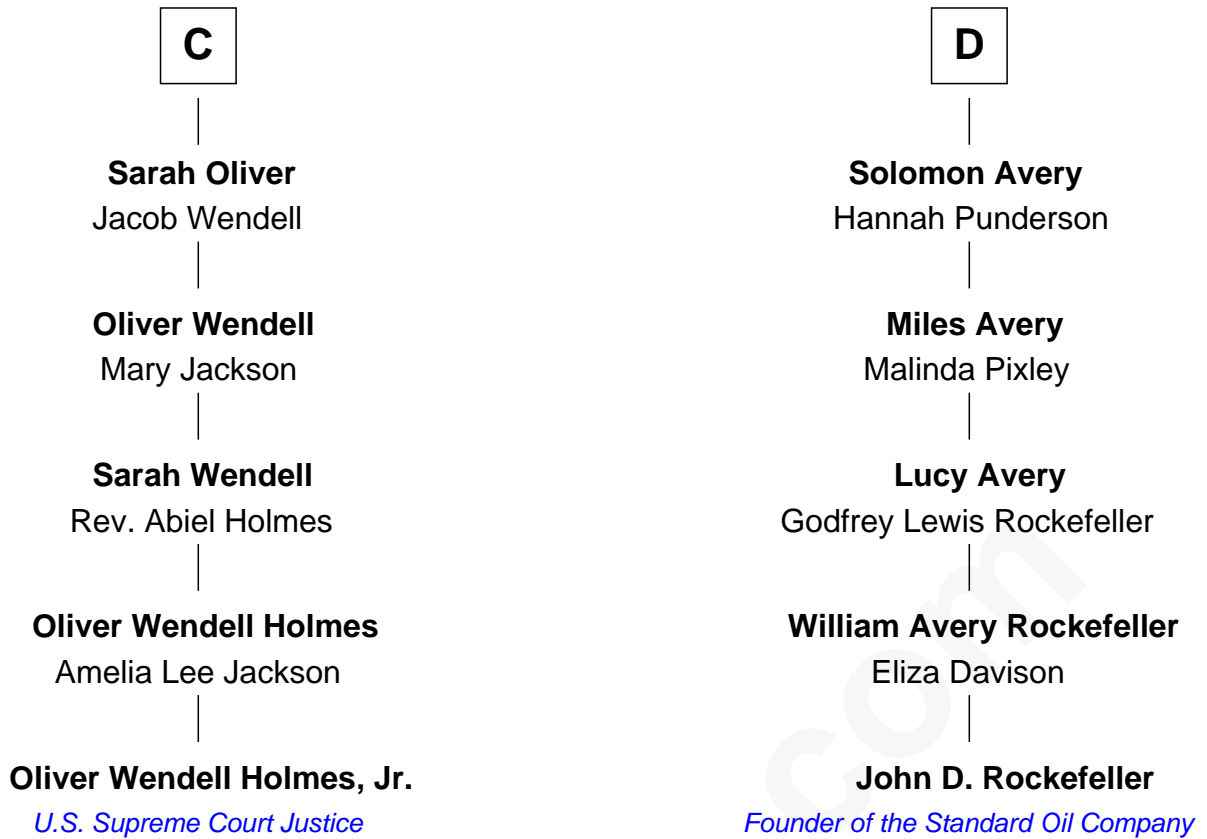 C
Sarah Oliver
Jacob Wendell
Oliver Wendell
Mary Jackson
Sarah Wendell
Rev. Abiel Holmes
Oliver Wendell Holmes
Amelia Lee Jackson
Oliver Wendell Holmes, Jr.
U.S. Supreme Court Justice
D
Solomon Avery
Hannah Punderson
Miles Avery
Malinda Pixley
Lucy Avery
Godfrey Lewis Rockefeller
William Avery Rockefeller
Eliza Davison
John D. Rockefeller
Founder of the Standard Oil Company
com